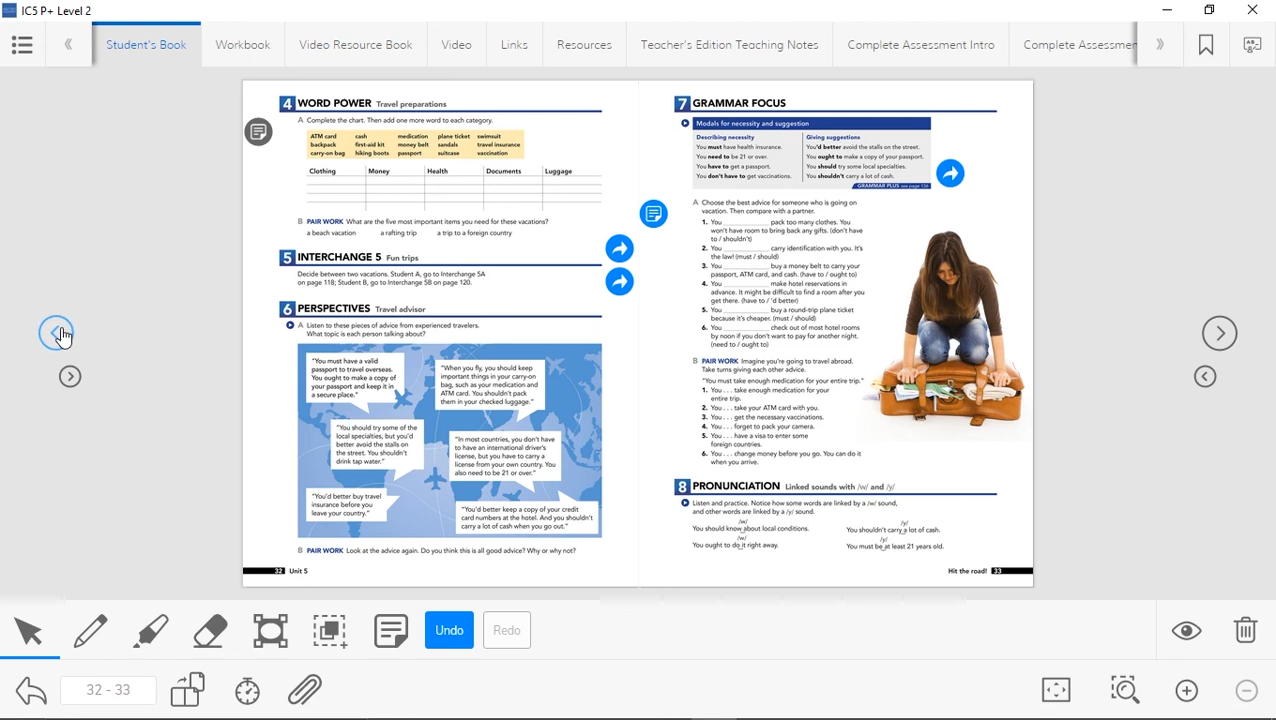 IC5 P+ Level 2
Student's Book
Workbook
Video Resource Book
Video
Links
Resources
Teacher's Edition Teaching Notes
Complete Assessment Intro
Complete Assessmen
4 WORD POWER Travel preparations
A Complete the chart. Then add one more word to each category.
ATM card cash medication plane ticket swimsuit
backpack first-aid kit money belt sandals travel insurance
carry-on bag hiking boots passport suitcase vaccination
Clothing Money Health Documents Luggage
B PAIR WORK What are the five most important items you need for these vacations?
a beach vacation a rafting trip a trip to a foreign country
5 INTERCHANGE 5 Fun trips
Decide between two vacations. Student A, go to Interchange 5A
on page 118; Student B, go to Interchange 5B on page 120.
6 PERSPECTIVES Travel advisor
A Listen to these pieces of advice from experienced travelers.
What topic is each person talking about?
"You must have a valid
passport to travel overseas.
You ought to make a copy of
your passport and keep it in
a secure place."
"When you fly, you should keep
important things in your carry-on
bag, such as your medication and
ATM card. You shouldn't pack
them in your checked luggage."
"You should try some of the
local specialties, but you'd
better avoid the stalls on
the street. You shouldn't
drink tap water."
"In most countries, you don't have
to have an international driver's
license, but you have to carry a
license from your own country. You
also need to be 21 or over."
"You'd better buy travel
insurance before you
leave your country."
"You'd better keep a copy of your credit
card numbers at the hotel. And you shouldn't
carry a lot of cash when you go out."
B PAIR WORK Look at the advice again. Do you think this is all good advice? Why or why not?
32 Unit 5
7 GRAMMAR FOCUS
Modals for necessity and suggestion
Describing necessity
You must have health insurance.
You need to be 21 or over.
You have to get a passport.
You don't have to get vaccinations.
Giving suggestions
You'd better avoid the stalls on the street.
You ought to make a copy of your passport.
You should try some local specialties.
You shouldn't carry a lot of cash.
GRAMMAR PLUS see page 136
A Choose the best advice for someone who is going on
vacation. Then compare with a partner.
1. You __________ pack too many clothes. You
won't have room to bring back any gifts. (don't have
to / shouldn't)
2. You __________ carry identification with you. It's
the law! (must / should)
3. You __________ buy a money belt to carry your
passport, ATM card, and cash. (have to / ought to)
4. You __________ make hotel reservations in
advance. It might be difficult to find a room after you
get there. (have to / 'd better)
5. You __________ buy a round-trip plane ticket
because it's cheaper. (must / should)
6. You __________ check out of most hotel rooms
by noon if you don't want to pay for another night.
(need to / ought to)
B PAIR WORK Imagine you're going to travel abroad.
Take turns giving each other advice.
"You must take enough medication for your entire trip."
1. You . . . take enough medication for your
entire trip.
2. You . . . take your ATM card with you.
3. You . . . get the necessary vaccinations.
4. You . . . forget to pack your camera.
5. You . . . have a visa to enter some
foreign countries.
6. You . . . change money before you go. You can do it
when you arrive.
8 PRONUNCIATION Linked sounds with /w/ and /y/
Listen and practice. Notice how some words are linked by a /w/ sound,
and other words are linked by a /y/ sound.
/w/
You should know about local conditions.
/w/
You ought to do it right away.
/y/
You shouldn't carry a lot of cash.
/y/
You must be at least 21 years old.
Hit the road! 33
Undo
Redo
32 - 33